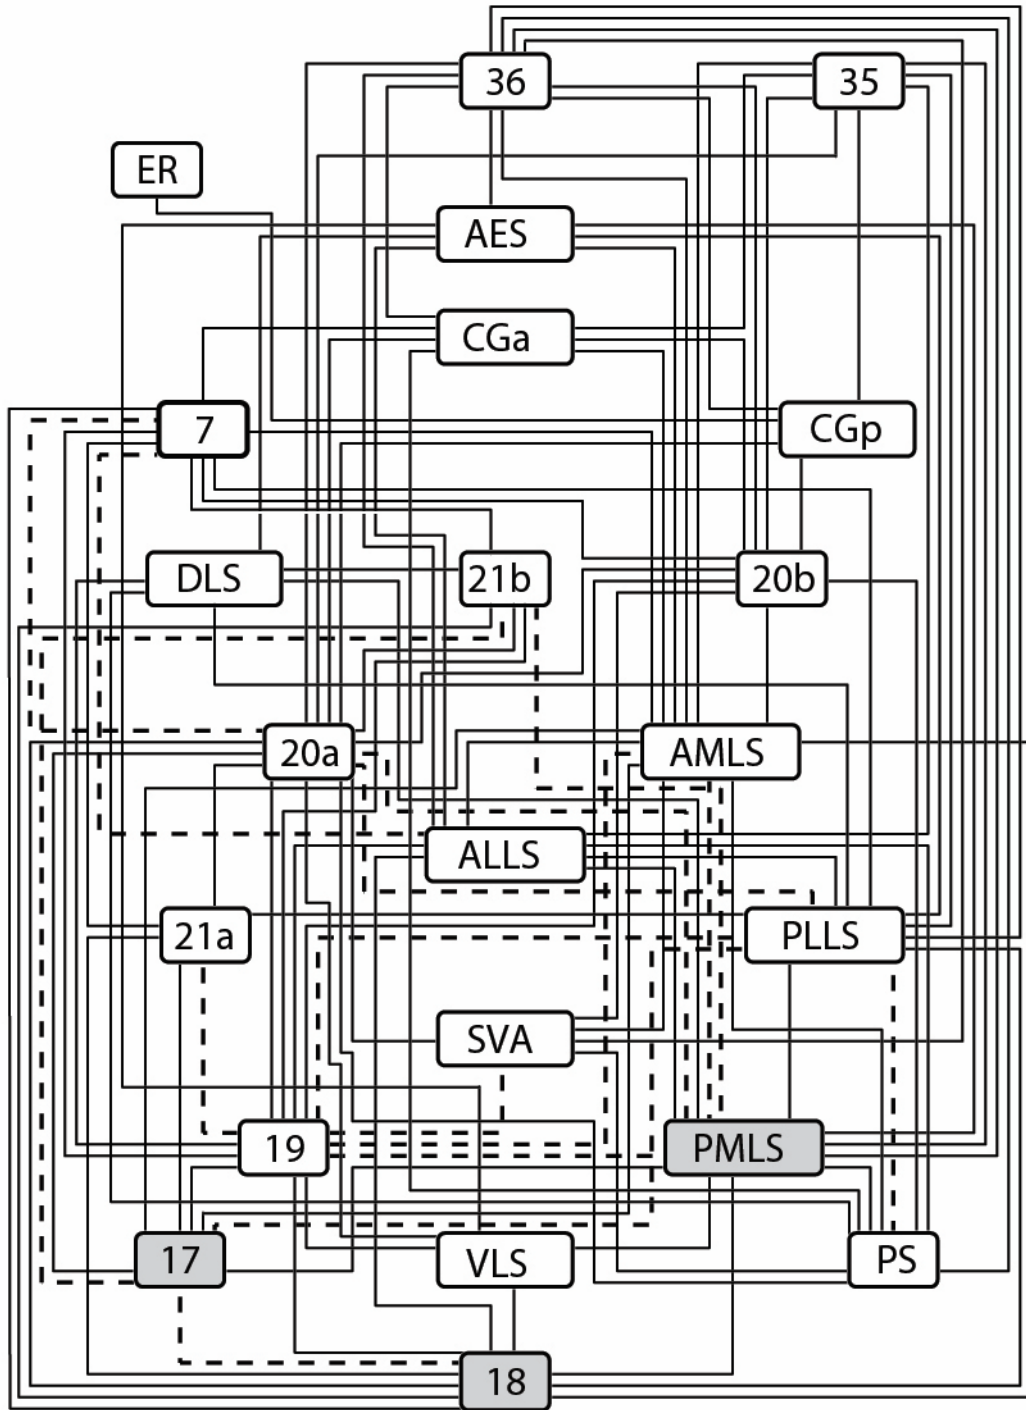 36
35
ER
AES
CGa
7
CGp
DLS
21b
20b
20a
AMLS
ALLS
21a
PLLS
SVA
19
PMLS
17
VLS
PS
18